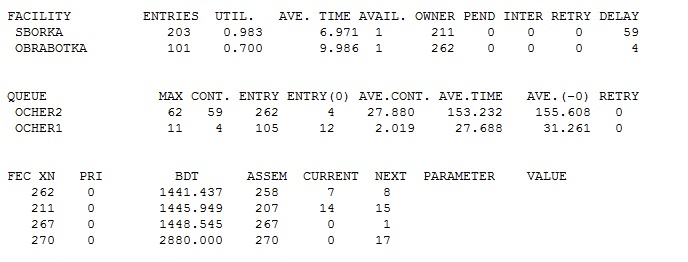 FACILITY ENTRIES UTIL. AVE. TIME AVAIL. OWNER PEND INTER RETRY DELAY
SBORKA 203 0.983 6.971 1 211 0 0 0 59
OBRABOTKA 101 0.700 9.986 1 262 0 0 0 4
QUEUE MAX CONT. ENTRY ENTRY(0) AVE.CONT. AVE.TIME AVE.(-0) RETRY
OCHER2 62 59 262 4 27.880 153.232 155.608 0
OCHER1 11 4 105 12 2.019 27.688 31.261 0
FEC XN PRI BDT ASSEM CURRENT NEXT PARAMETER VALUE
262 0 1441.437 258 7 8
211 0 1445.949 207 14 15
267 0 1448.545 267 0 1
270 0 2880.000 270 0 17